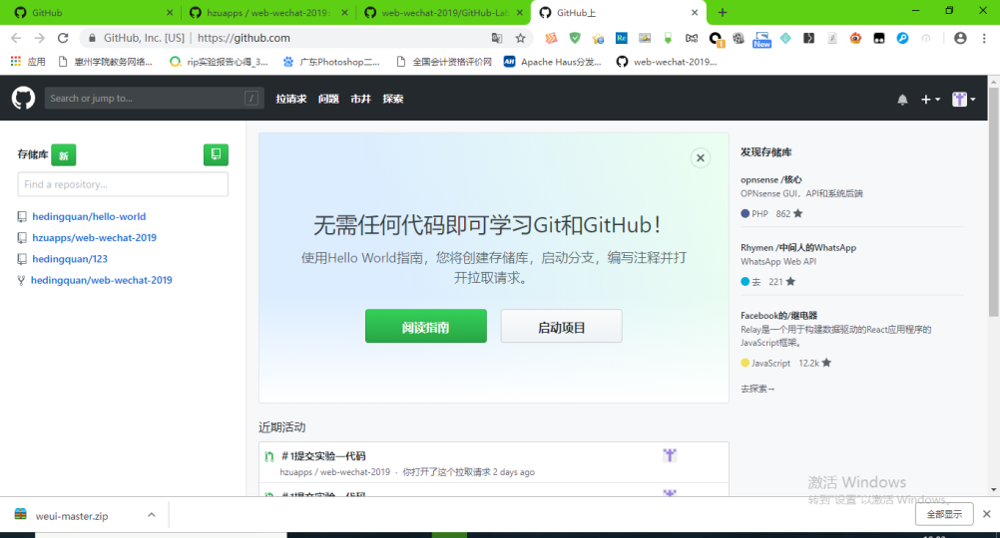 GitHub
hzuapps / web-wechat-2019
web-wechat-2019/GitHub-Lab
GitHub上
GitHub, Inc. [US] | https://github.com
New
应用
惠州学院教务网络...
rip实验报告心得_3...
广东Photoshop二...
全国会计资格评价网
Apache Haus分发...
web-wechat-2019...
Search or jump to...
/
拉请求 问题 市井 探索
存储库 新
Find a repository...
hedingquan/hello-world
hzuapps/web-wechat-2019
hedingquan/123
hedingquan/web-wechat-2019
无需任何代码即可学习Git和GitHub！
使用Hello World指南，您将创建存储库，启动分支，编写注释并打
开拉取请求。
阅读指南 启动项目
近期活动
#1提交实验一代码
hzuapps / web-wechat-2019 · 你打开了这个拉取请求 2 days ago
#1提交实验一代码
发现存储库
opnsense /核心
OPNsense GUI，API和系统后端
PHP 862
Rhymen /中间人的WhatsApp
WhatsApp Web API
去 221
Facebook的/继电器
Relay是一个用于构建数据驱动的React应用程序的
JavaScript框架。
JavaScript 12.2k
去探索→
激活 Windows
转到"设置"以激活 Windows。
weui-master.zip
全部显示